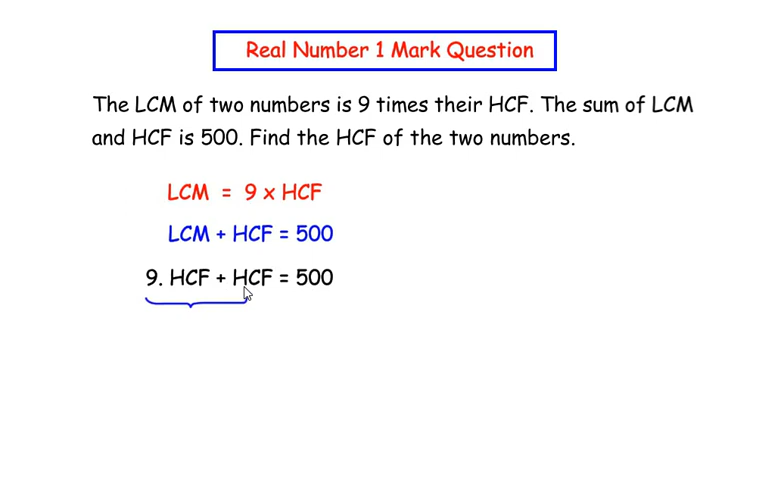 Real Number 1 Mark Question
The LCM of two numbers is 9 times their HCF. The sum of LCM
and HCF is 500. Find the HCF of the two numbers.
LCM = 9 x HCF
LCM + HCF = 500
9. HCF + HCF = 500